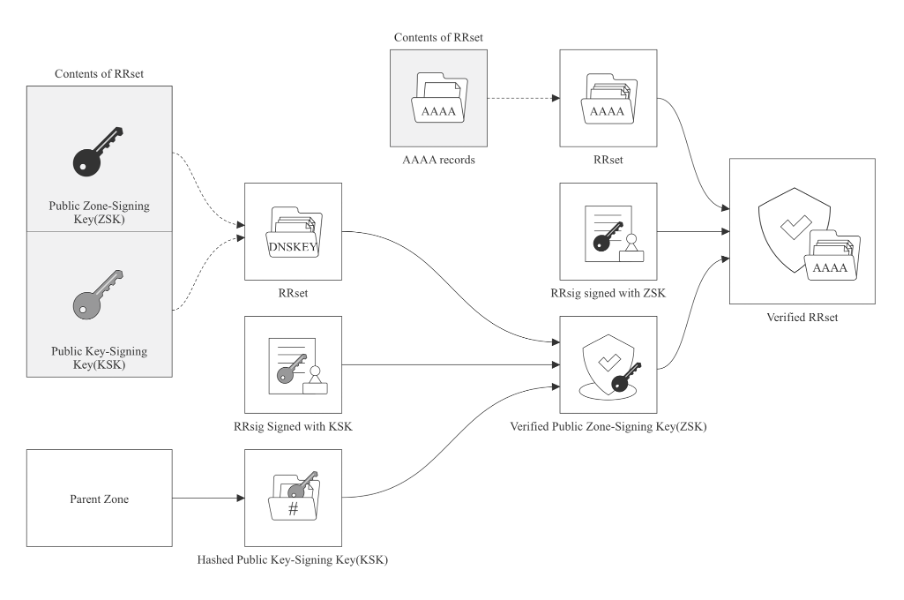 Contents of RRset
AAAA
AAAA records
AAAA
RRset
Contents of RRset
Public Zone-Signing
Key(ZSK)
Public Key-Signing
Key(KSK)
DNSKEY
RRset
RRsig signed with ZSK
AAAA
Verified RRset
RRsig Signed with KSK
Verified Public Zone-Signing Key(ZSK)
Parent Zone
#
Hashed Public Key-Signing Key(KSK)